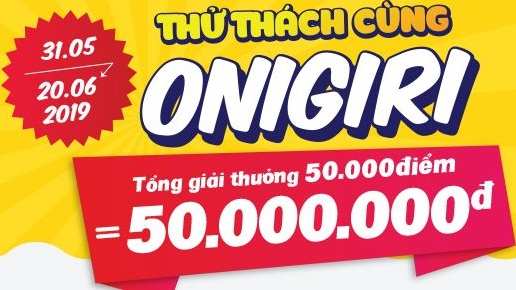 31.05
20.06
2019
THỬ THÁCH CÙNG
ONIGIRI
Tổng giải thưởng 50.000điểm
= 50.000.000đ